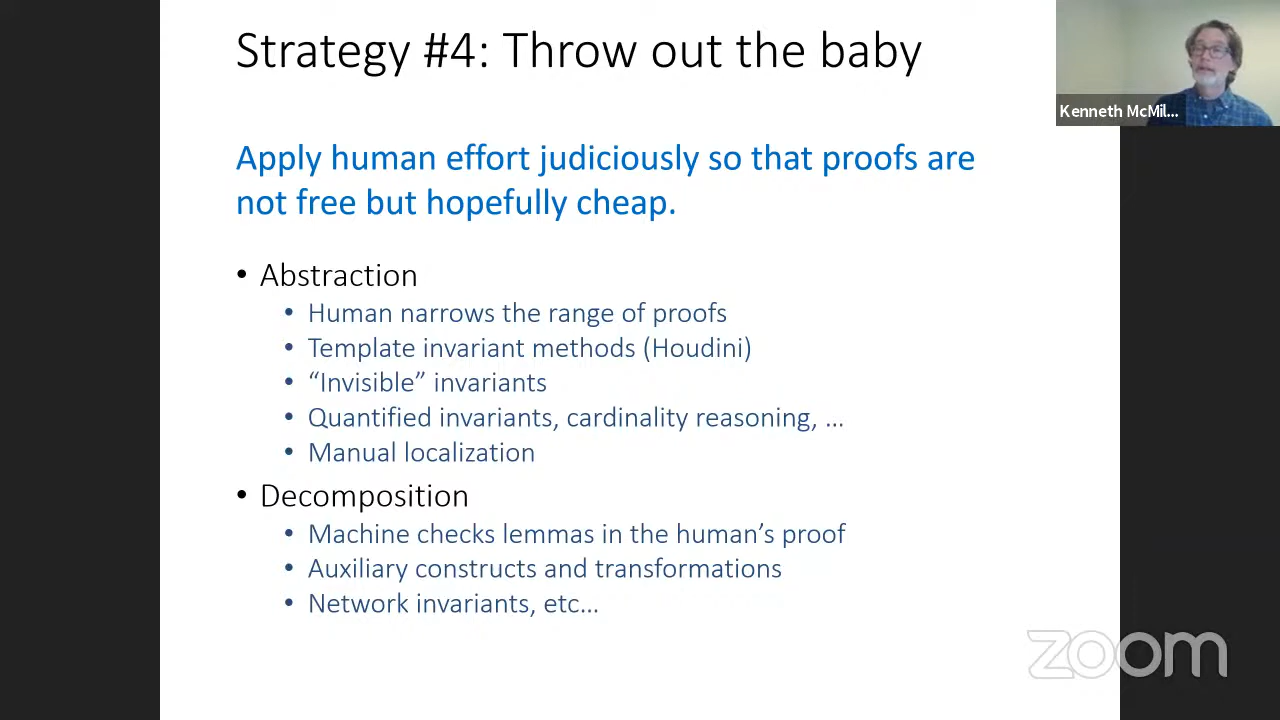 Strategy #4: Throw out the baby
Kenneth McMil...
Apply human effort judiciously so that proofs are
not free but hopefully cheap.
• Abstraction
• Human narrows the range of proofs
• Template invariant methods (Houdini)
• “Invisible” invariants
• Quantified invariants, cardinality reasoning, …
• Manual localization
• Decomposition
• Machine checks lemmas in the human’s proof
• Auxiliary constructs and transformations
• Network invariants, etc…
zoom